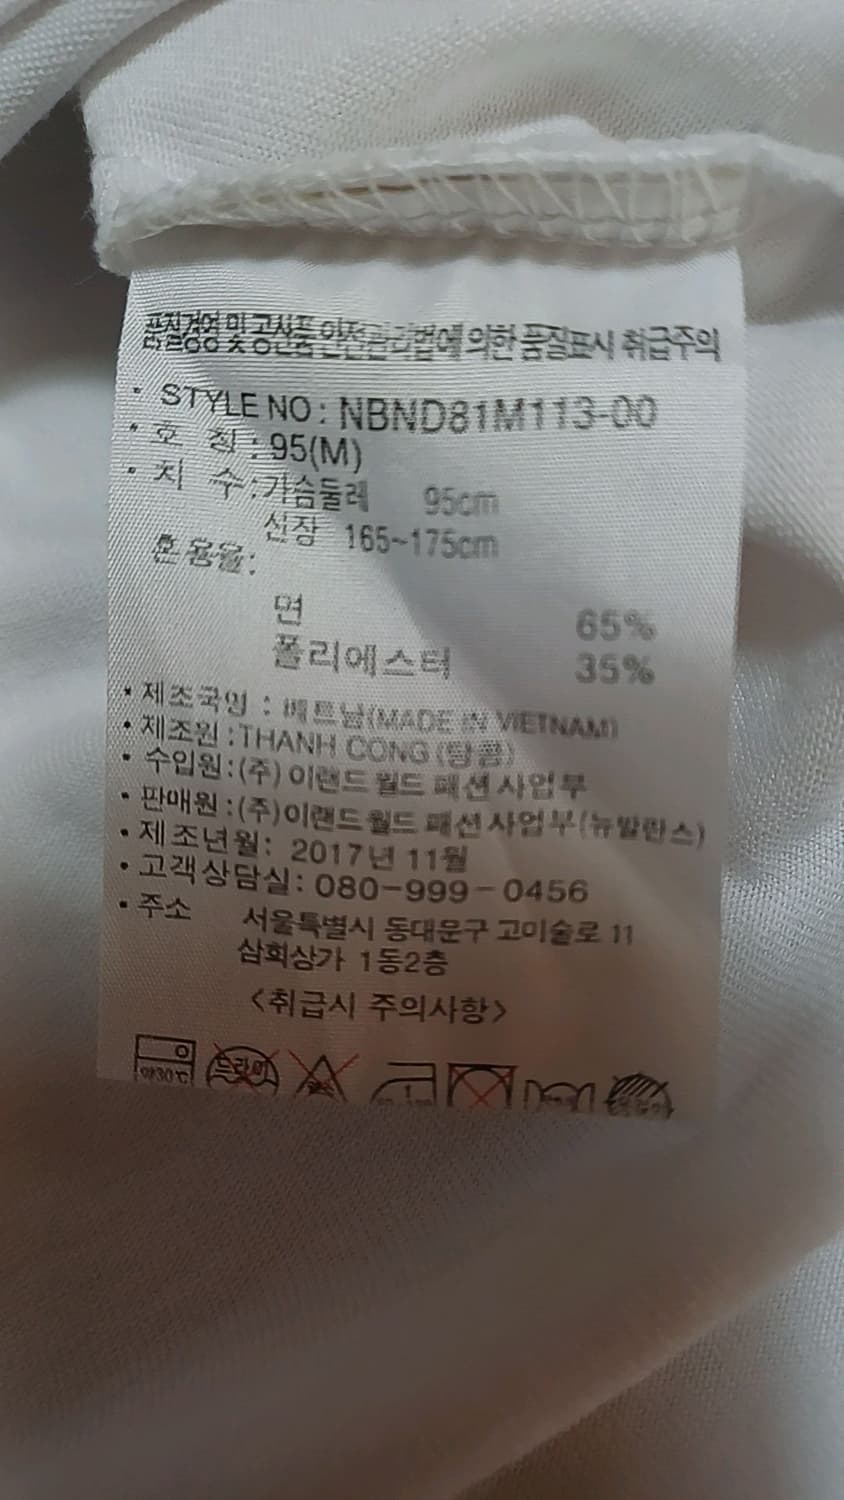 품질경영 및 공산품 안전관리법에 의한 품질표시 취급주의
· STYLE NO : NBND81M113-00
· 호 칭 : 95(M)
· 치 수 : 가슴둘레 95cm
신장 165~175cm
혼용율:
면 65%
폴리에스터 35%
· 제조국명 : 베트남(MADE IN VIETNAM)
· 제조원 : THANH CONG (탕콩)
· 수입원 : (주) 이랜드 월드 패션 사업부
· 판매원 : (주)이랜드 월드 패션 사업부(뉴발란스)
· 제조년월: 2017년 11월
· 고객상담실: 080-999-0456
· 주소 서울특별시 동대문구 고미술로 11
삼희상가 1동2층
<취급시 주의사항>
약30℃ 드라이